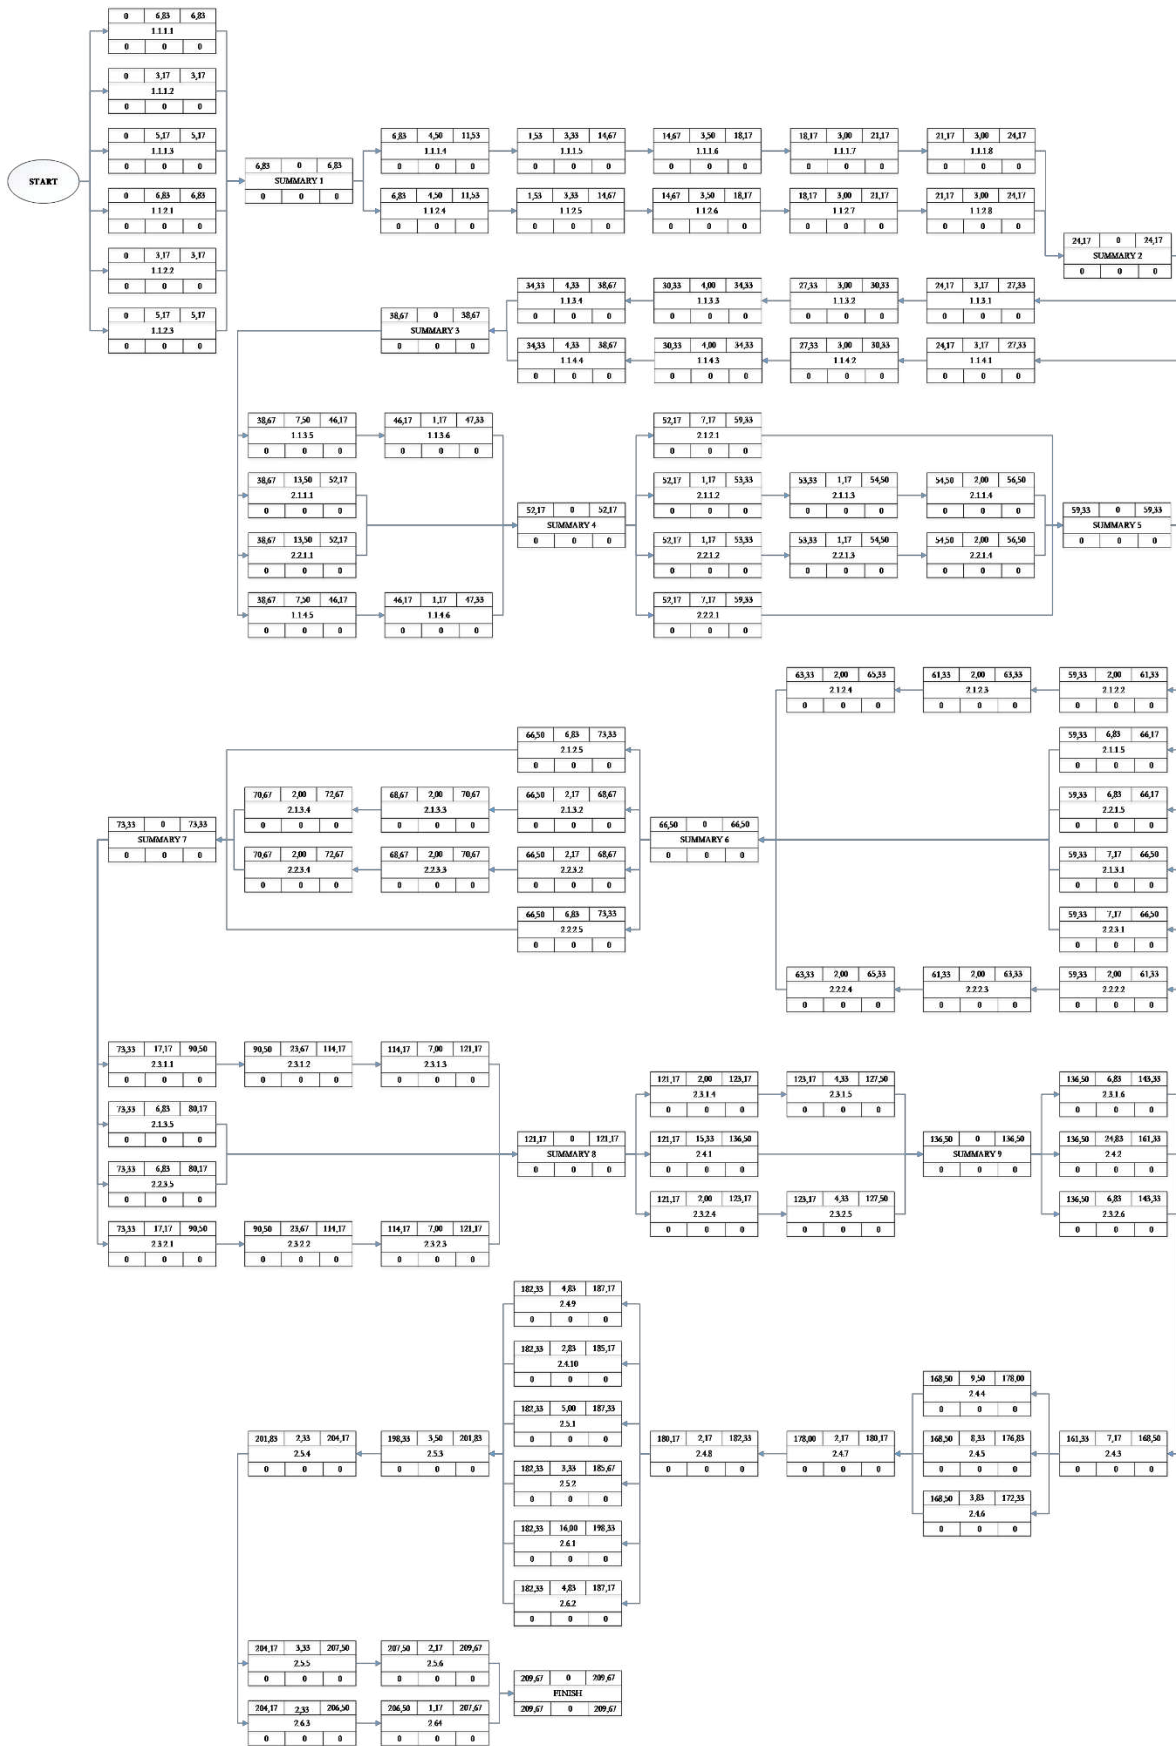 START
0 6,83 6,83
1.1.1.1
0 0 0
0 3,17 3,17
1.1.1.2
0 0 0
0 5,17 5,17
1.1.1.3
0 0 0
0 6,83 6,83
1.1.2.1
0 0 0
0 3,17 3,17
1.1.2.2
0 0 0
0 5,17 5,17
1.1.2.3
0 0 0
6,83 0 6,83
SUMMARY 1
0 0 0
6,83 4,50 11,53
1.1.1.4
0 0 0
1,53 3,33 14,67
1.1.1.5
0 0 0
14,67 3,50 18,17
1.1.1.6
0 0 0
18,17 3,00 21,17
1.1.1.7
0 0 0
21,17 3,00 24,17
1.1.1.8
0 0 0
6,83 4,50 11,53
1.1.2.4
0 0 0
1,53 3,33 14,67
1.1.2.5
0 0 0
14,67 3,50 18,17
1.1.2.6
0 0 0
18,17 3,00 21,17
1.1.2.7
0 0 0
21,17 3,00 24,17
1.1.2.8
0 0 0
24,17 0 24,17
SUMMARY 2
0 0 0
34,33 4,33 38,67
1.1.3.4
0 0 0
30,33 4,00 34,33
1.1.3.3
0 0 0
27,33 3,00 30,33
1.1.3.2
0 0 0
24,17 3,17 27,33
1.1.3.1
0 0 0
38,67 0 38,67
SUMMARY 3
0 0 0
34,33 4,33 38,67
1.1.4.4
0 0 0
30,33 4,00 34,33
1.1.4.3
0 0 0
27,33 3,00 30,33
1.1.4.2
0 0 0
24,17 3,17 27,33
1.1.4.1
0 0 0
38,67 7,50 46,17
1.1.3.5
0 0 0
46,17 1,17 47,33
1.1.3.6
0 0 0
38,67 13,50 52,17
2.1.1.1
0 0 0
38,67 13,50 52,17
2.2.1.1
0 0 0
38,67 7,50 46,17
1.1.4.5
0 0 0
46,17 1,17 47,33
1.1.4.6
0 0 0
52,17 0 52,17
SUMMARY 4
0 0 0
52,17 7,17 59,33
2.1.2.1
0 0 0
52,17 1,17 53,33
2.1.1.2
0 0 0
53,33 1,17 54,50
2.1.1.3
0 0 0
54,50 2,00 56,50
2.1.1.4
0 0 0
52,17 1,17 53,33
2.2.1.2
0 0 0
53,33 1,17 54,50
2.2.1.3
0 0 0
54,50 2,00 56,50
2.2.1.4
0 0 0
52,17 7,17 59,33
2.2.2.1
0 0 0
59,33 0 59,33
SUMMARY 5
0 0 0
63,33 2,00 65,33
2.1.2.4
0 0 0
61,33 2,00 63,33
2.1.2.3
0 0 0
59,33 2,00 61,33
2.1.2.2
0 0 0
59,33 6,83 66,17
2.1.1.5
0 0 0
59,33 6,83 66,17
2.2.1.5
0 0 0
59,33 7,17 66,50
2.1.3.1
0 0 0
59,33 7,17 66,50
2.2.3.1
0 0 0
63,33 2,00 65,33
2.2.2.4
0 0 0
61,33 2,00 63,33
2.2.2.3
0 0 0
59,33 2,00 61,33
2.2.2.2
0 0 0
66,50 0 66,50
SUMMARY 6
0 0 0
66,50 6,83 73,33
2.1.2.5
0 0 0
70,67 2,00 72,67
2.1.3.4
0 0 0
68,67 2,00 70,67
2.1.3.3
0 0 0
66,50 2,17 68,67
2.1.3.2
0 0 0
70,67 2,00 72,67
2.2.3.4
0 0 0
68,67 2,00 70,67
2.2.3.3
0 0 0
66,50 2,17 68,67
2.2.3.2
0 0 0
66,50 6,83 73,33
2.2.2.5
0 0 0
73,33 0 73,33
SUMMARY 7
0 0 0
73,33 17,17 90,50
2.3.1.1
0 0 0
90,50 23,67 114,17
2.3.1.2
0 0 0
114,17 7,00 121,17
2.3.1.3
0 0 0
73,33 6,83 80,17
2.1.3.5
0 0 0
73,33 6,83 80,17
2.2.3.5
0 0 0
73,33 17,17 90,50
2.3.2.1
0 0 0
90,50 23,67 114,17
2.3.2.2
0 0 0
114,17 7,00 121,17
2.3.2.3
0 0 0
121,17 0 121,17
SUMMARY 8
0 0 0
121,17 2,00 123,17
2.3.1.4
0 0 0
123,17 4,33 127,50
2.3.1.5
0 0 0
121,17 15,33 136,50
2.4.1
0 0 0
121,17 2,00 123,17
2.3.2.4
0 0 0
123,17 4,33 127,50
2.3.2.5
0 0 0
136,50 0 136,50
SUMMARY 9
0 0 0
136,50 6,83 143,33
2.3.1.6
0 0 0
136,50 24,83 161,33
2.4.2
0 0 0
136,50 6,83 143,33
2.3.2.6
0 0 0
161,33 7,17 168,50
2.4.3
0 0 0
168,50 9,50 178,00
2.4.4
0 0 0
168,50 8,33 176,83
2.4.5
0 0 0
168,50 3,83 172,33
2.4.6
0 0 0
178,00 2,17 180,17
2.4.7
0 0 0
180,17 2,17 182,33
2.4.8
0 0 0
182,33 4,83 187,17
2.4.9
0 0 0
182,33 2,83 185,17
2.4.10
0 0 0
182,33 5,00 187,33
2.5.1
0 0 0
182,33 3,33 185,67
2.5.2
0 0 0
182,33 16,00 198,33
2.6.1
0 0 0
182,33 4,83 187,17
2.6.2
0 0 0
198,33 3,50 201,83
2.5.3
0 0 0
201,83 2,33 204,17
2.5.4
0 0 0
204,17 3,33 207,50
2.5.5
0 0 0
207,50 2,17 209,67
2.5.6
0 0 0
204,17 2,33 206,50
2.6.3
0 0 0
206,50 1,17 207,67
2.64
0 0 0
209,67 0 209,67
FINISH
209,67 0 209,67